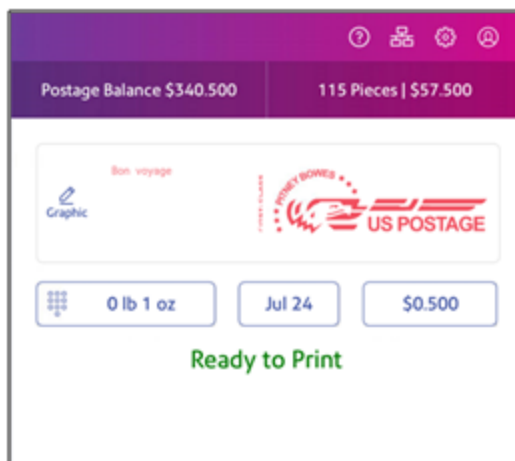 Postage Balance $340.500
115 Pieces | $57.500
Bon voyage
Graphic
FIRST-CLASS
PITNEY BOWES
US POSTAGE
0 lb 1 oz
Jul 24
$0.500
Ready to Print